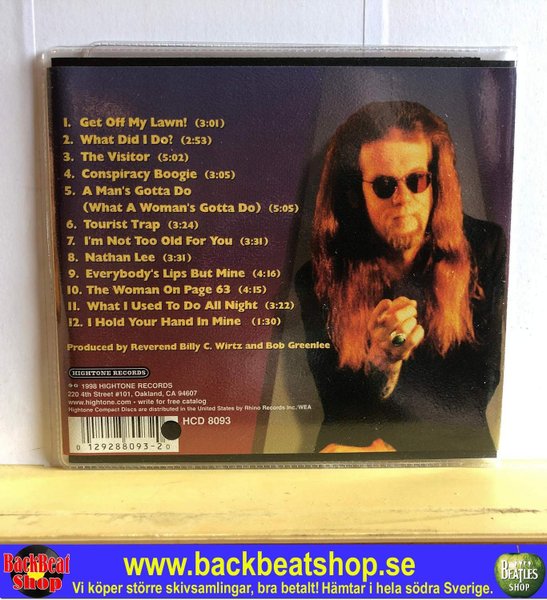 1. Get Off My Lawn! (3:01)
2. What Did I Do? (2:53)
3. The Visitor (5:02)
4. Conspiracy Boogie (3:05)
5. A Man's Gotta Do
(What A Woman's Gotta Do) (5:05)
6. Tourist Trap (3:24)
7. I'm Not Too Old For You (3:31)
8. Nathan Lee (3:31)
9. Everybody's Lips But Mine (4:16)
10. The Woman On Page 63 (4:15)
11. What I Used To Do All Night (3:22)
12. I Hold Your Hand In Mine (1:30)
Produced by Reverend Billy C. Wirtz and Bob Greenlee
HIGHTONE RECORDS
℗© 1998 HIGHTONE RECORDS
220 4th Street #101, Oakland, CA 94607
www.hightone.com • write for free catalog
Hightone Compact Discs are distributed in the United States by Rhino Records Inc./WEA
HCD 8093
0 12928 8093-2 0
BackBeat
Shop
www.backbeatshop.se
Vi köper större skivsamlingar, bra betalt! Hämtar i hela södra Sverige.
BEATLES
SHOP